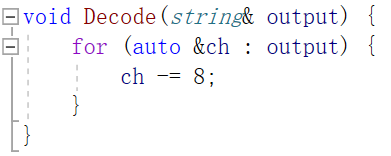 void Decode(string& output) {
    for (auto &ch : output) {
        ch -= 8;
    }
}